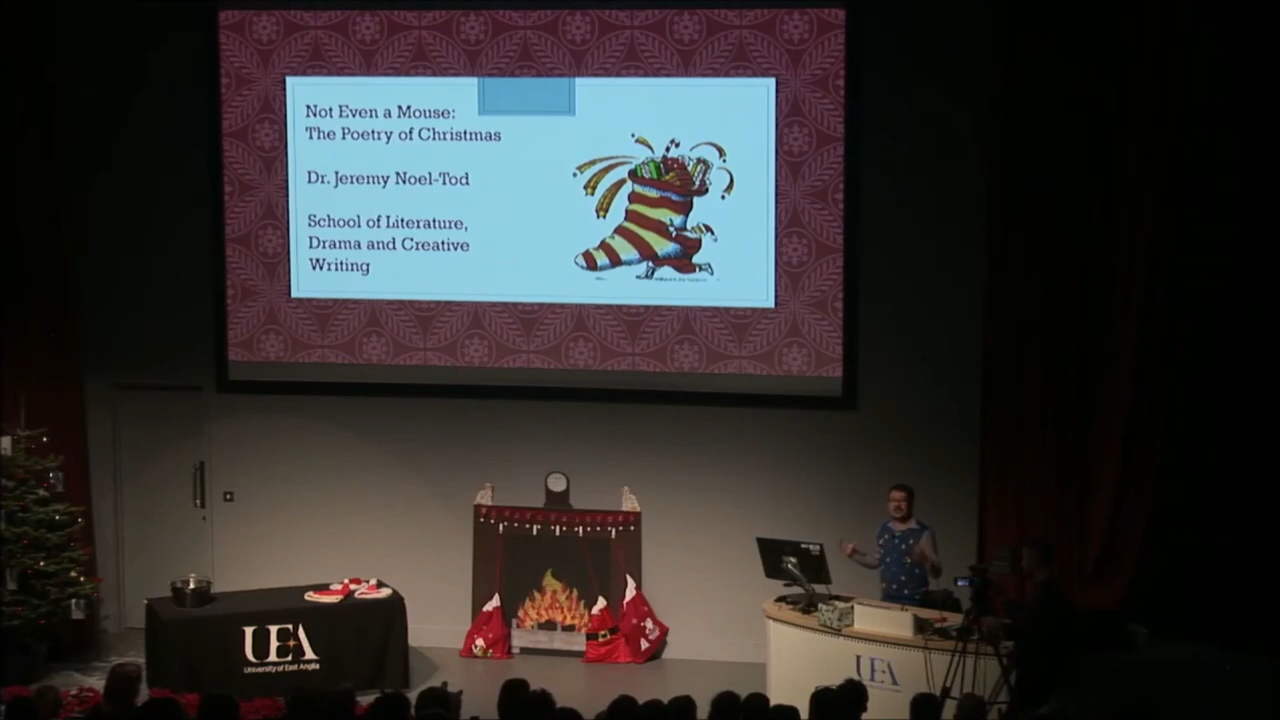 Not Even a Mouse:
The Poetry of Christmas
Dr. Jeremy Noel-Tod
School of Literature,
Drama and Creative
Writing
UEA
University of East Anglia
UEA